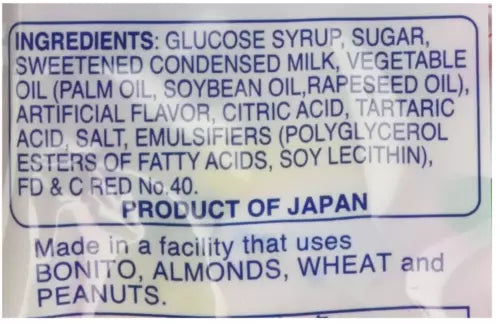 INGREDIENTS: GLUCOSE SYRUP, SUGAR,
SWEETENED CONDENSED MILK, VEGETABLE
OIL (PALM OIL, SOYBEAN OIL,RAPESEED OIL),
ARTIFICIAL FLAVOR, CITRIC ACID, TARTARIC
ACID, SALT, EMULSIFIERS (POLYGLYCEROL
ESTERS OF FATTY ACIDS, SOY LECITHIN),
FD & C RED No.40.
PRODUCT OF JAPAN
Made in a facility that uses
BONITO, ALMONDS, WHEAT and
PEANUTS.